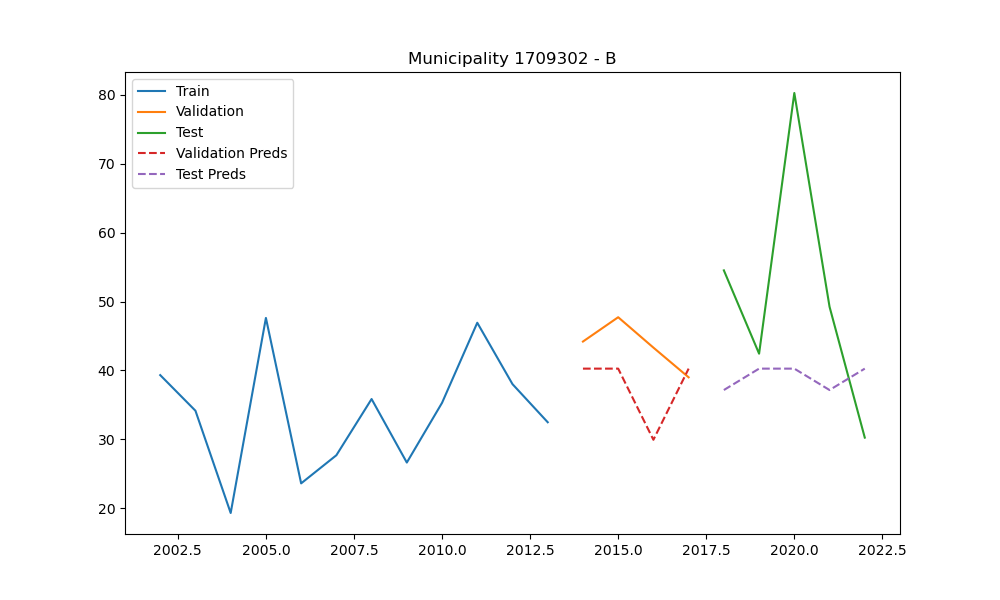 Municipality 1709302 - B
Train
Validation
Test
Validation Preds
Test Preds
80
70
60
50
40
30
20
2002.5 2005.0 2007.5 2010.0 2012.5 2015.0 2017.5 2020.0 2022.5